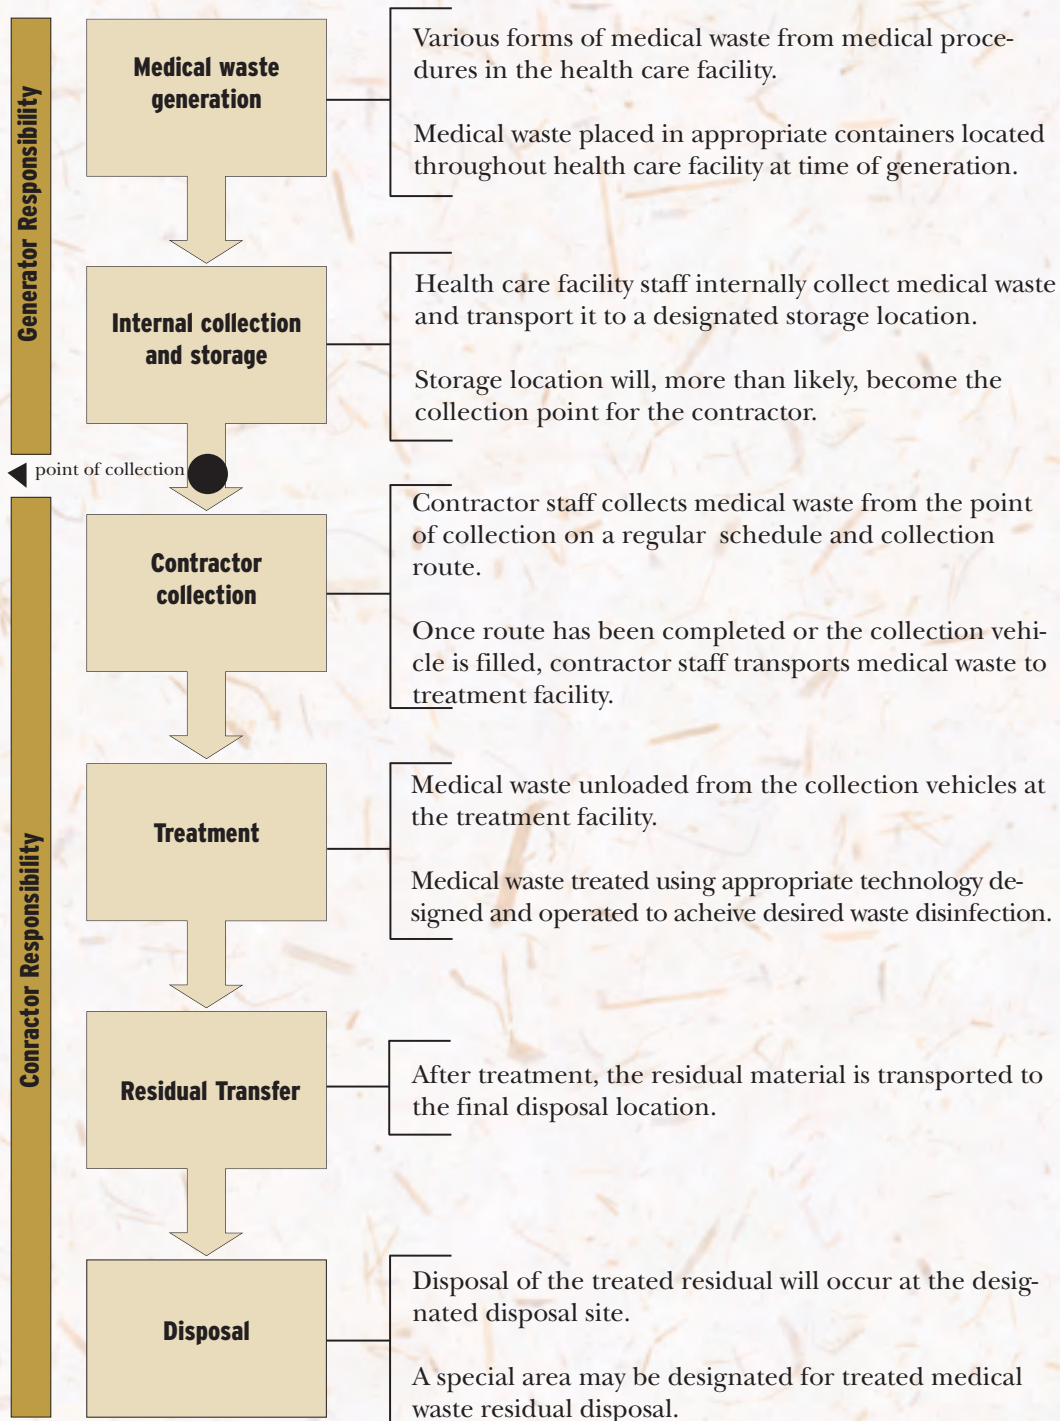 Generator Responsibility
Medical waste
generation
Various forms of medical waste from medical proce-
dures in the health care facility.
Medical waste placed in appropriate containers located
throughout health care facility at time of generation.
Internal collection
and storage
Health care facility staff internally collect medical waste
and transport it to a designated storage location.
Storage location will, more than likely, become the
collection point for the contractor.
point of collection
Conractor Responsibility
Contractor
collection
Contractor staff collects medical waste from the point
of collection on a regular schedule and collection
route.
Once route has been completed or the collection vehi-
cle is filled, contractor staff transports medical waste to
treatment facility.
Treatment
Medical waste unloaded from the collection vehicles at
the treatment facility.
Medical waste treated using appropriate technology de-
signed and operated to acheive desired waste disinfection.
Residual Transfer
After treatment, the residual material is transported to
the final disposal location.
Disposal
Disposal of the treated residual will occur at the desig-
nated disposal site.
A special area may be designated for treated medical
waste residual disposal.